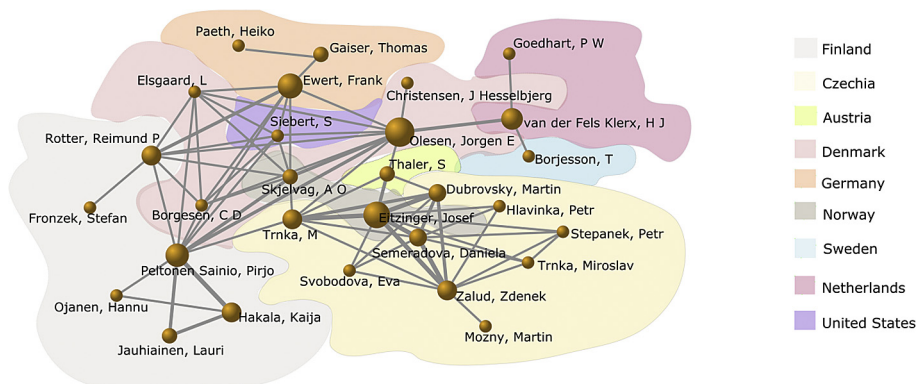 Paeth, Heiko
Gaiser, Thomas
Goedhart, P W
Elsgaard, L
Ewert, Frank
Christensen, J Hesselbjerg
Siebert, S
van der Fels Klerx, H J
Rotter, Reimund P
Olesen, Jorgen E
Borjesson, T
Thaler, S
Skjelvag, A O
Dubrovsky, Martin
Fronzek, Stefan
Borgesen, C D
Eitzinger, Josef
Hlavinka, Petr
Trnka, M
Stepanek, Petr
Semeradova, Daniela
Trnka, Miroslav
Peltonen Sainio, Pirjo
Svobodova, Eva
Zalud, Zdenek
Ojanen, Hannu
Hakala, Kaija
Mozny, Martin
Jauhiainen, Lauri
Finland
Czechia
Austria
Denmark
Germany
Norway
Sweden
Netherlands
United States